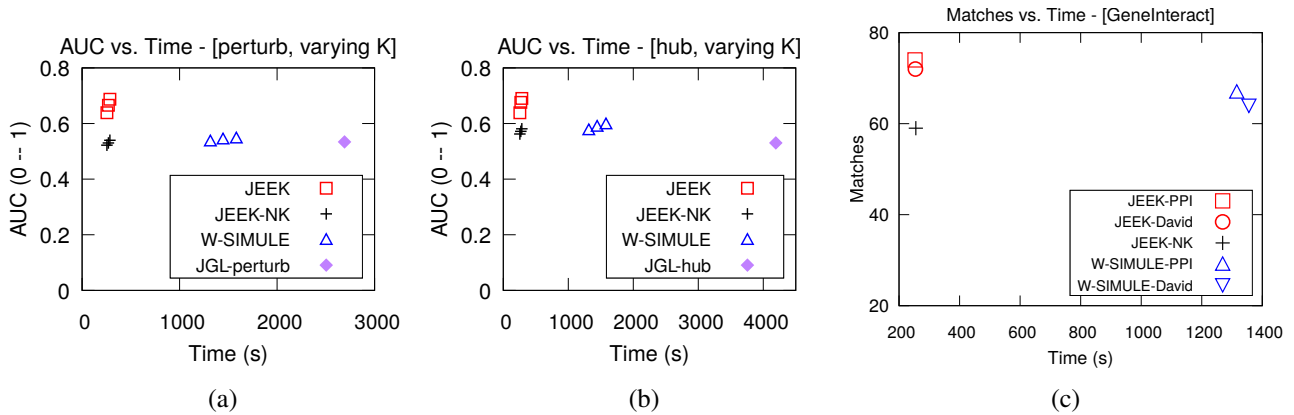 AUC vs. Time - [perturb, varying K]
AUC (0 -- 1)
0.8
0.6
0.4
0.2
0
JEEK
JEEK-NK
W-SIMULE
JGL-perturb
0 1000 2000 3000
Time (s)
(a)
AUC vs. Time - [hub, varying K]
AUC (0 -- 1)
0.8
0.6
0.4
0.2
0
JEEK
JEEK-NK
W-SIMULE
JGL-hub
0 1000 2000 3000 4000
Time (s)
(b)
Matches vs. Time - [GeneInteract]
Matches
80
60
40
20
JEEK-PPI
JEEK-David
JEEK-NK
W-SIMULE-PPI
W-SIMULE-David
200 400 600 800 1000 1200 1400
Time (s)
(c)